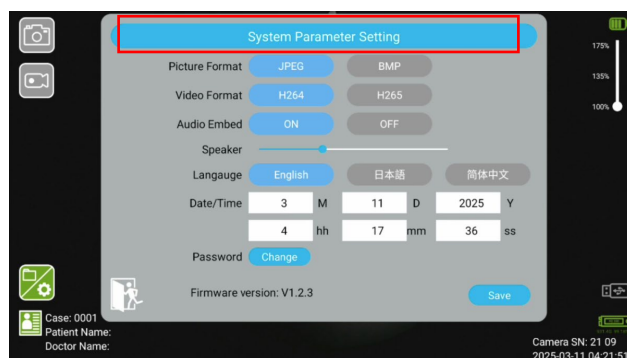 System Parameter Setting
175%
Picture Format JPEG BMP
135%
Video Format H264 H265
100%
Audio Embed ON OFF
Speaker
Langauge English 日本語 简体中文
Date/Time 3 M 11 D 2025 Y
4 hh 17 mm 36 ss
Password Change
Firmware version: V1.2.3 Save
Case: 0001
Patient Name:
Doctor Name:
Camera SN: 21 09
2025-03-11 04:21:51